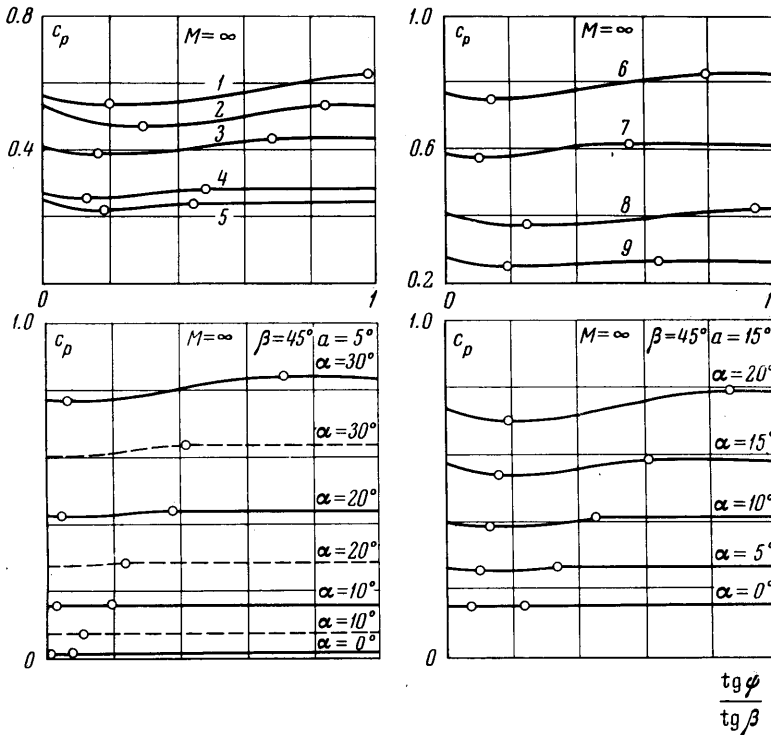 0.8
c_p
M = ∞
1
2
3
4
5
0.4
0
1
1.0
c_p
M = ∞
6
7
8
9
0.6
0.2
0
1
1.0
c_p
M = ∞ β = 45° a = 5°
α = 30°
α = 30°
α = 20°
α = 20°
α = 10°
α = 10°
α = 0°
0
1.0
c_p
M = ∞ β = 45° a = 15°
α = 20°
α = 15°
α = 10°
α = 5°
α = 0°
0
tg φ
tg β